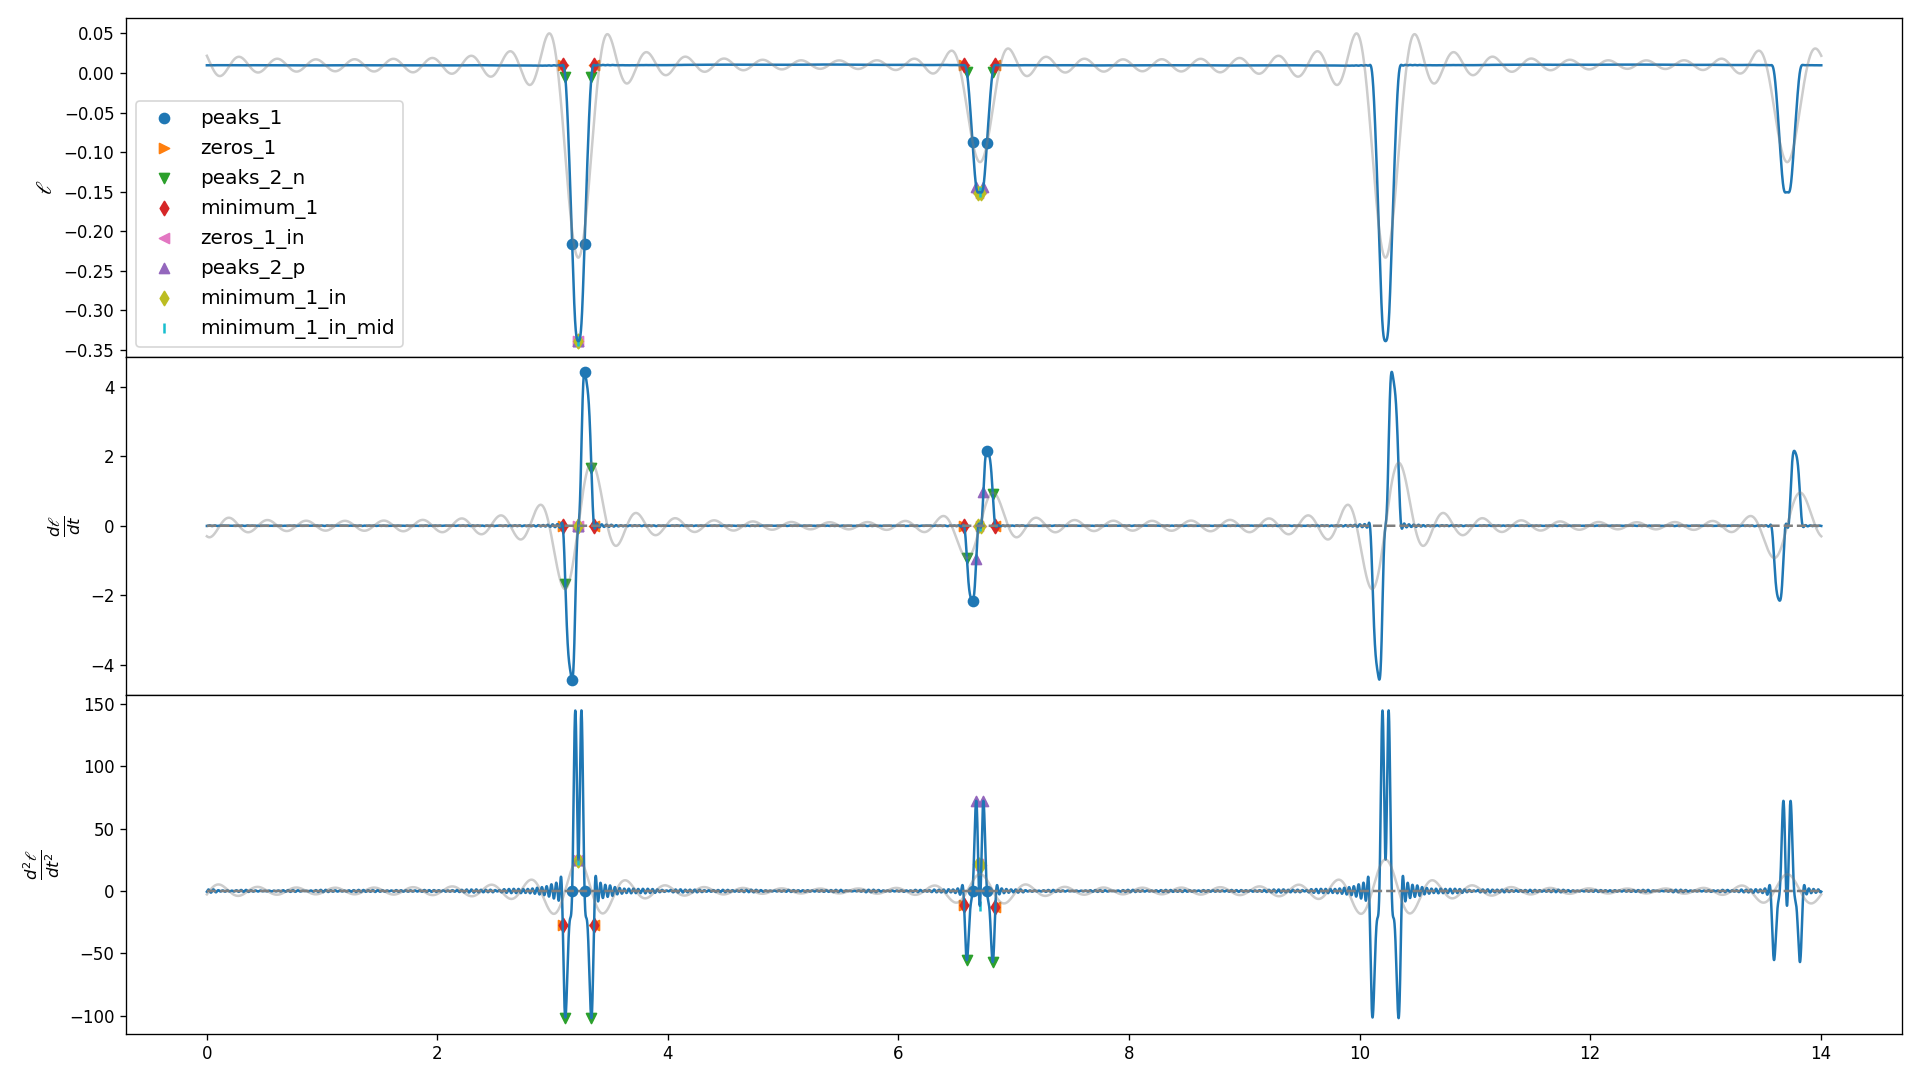 0.05
0.00
−0.05
−0.10
−0.15
−0.20
−0.25
−0.30
−0.35
ℓ
peaks_1
zeros_1
peaks_2_n
minimum_1
zeros_1_in
peaks_2_p
minimum_1_in
minimum_1_in_mid
4
2
0
−2
−4
dℓ
dt
150
100
50
0
−50
−100
d²ℓ
dt²
0 2 4 6 8 10 12 14